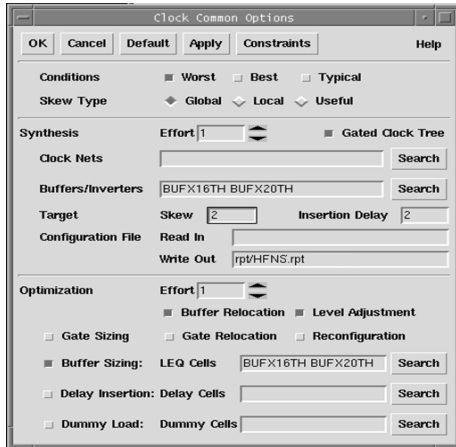 Clock Common Options
OK Cancel Default Apply Constraints Help
Conditions Worst Best Typical
Skew Type Global Local Useful
Synthesis Effort 1 Gated Clock Tree
Clock Nets Search
Buffers/Inverters BUFX16TH BUFX20TH Search
Target Skew 2 Insertion Delay 2
Configuration File Read In
Write Out rpt/HFNS.rpt
Optimization Effort 1
Buffer Relocation Level Adjustment
Gate Sizing Gate Relocation Reconfiguration
Buffer Sizing: LEQ Cells BUFX16TH BUFX20TH Search
Delay Insertion: Delay Cells Search
Dummy Load: Dummy Cells Search